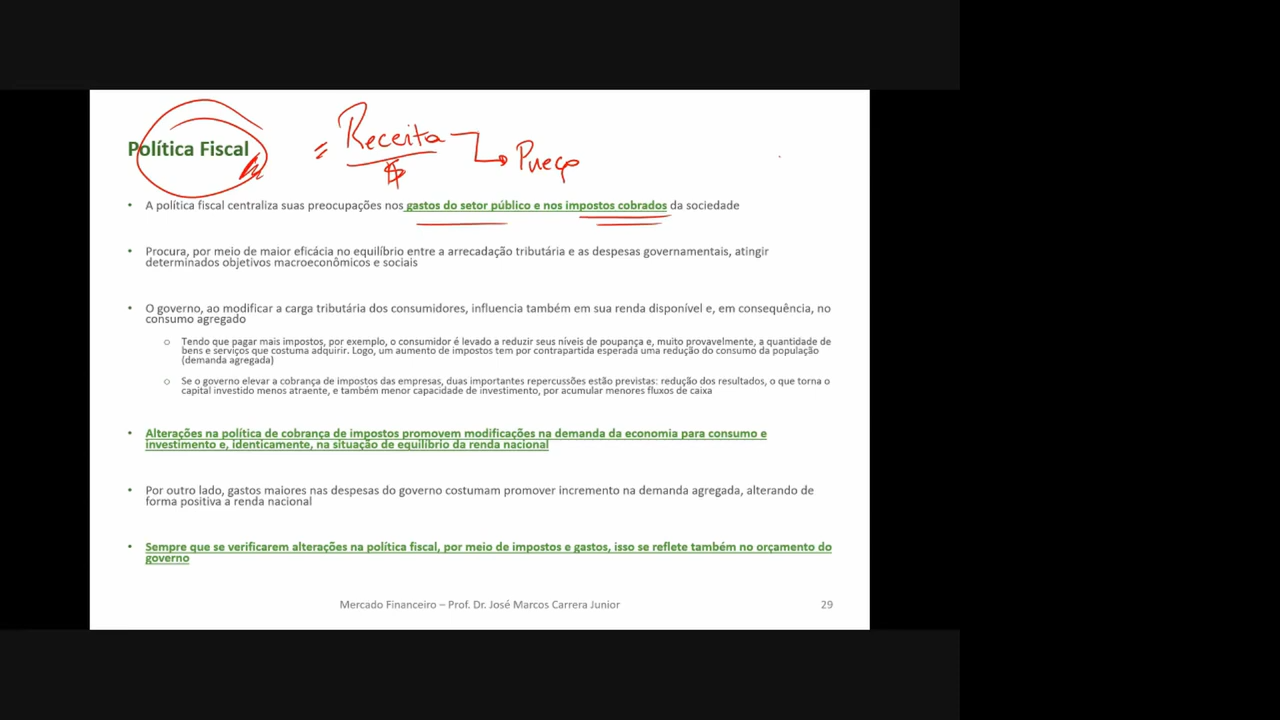 Política Fiscal = Receita Preço
$
• A política fiscal centraliza suas preocupações nos gastos do setor público e nos impostos cobrados da sociedade
• Procura, por meio de maior eficácia no equilíbrio entre a arrecadação tributária e as despesas governamentais, atingir
determinados objetivos macroeconômicos e sociais
• O governo, ao modificar a carga tributária dos consumidores, influencia também em sua renda disponível e, em consequência, no
consumo agregado
o Tendo que pagar mais impostos, por exemplo, o consumidor é levado a reduzir seus níveis de poupança e, muito provavelmente, a quantidade de
bens e serviços que costuma adquirir. Logo, um aumento de impostos tem por contrapartida esperada uma redução do consumo da população
(demanda agregada)
o Se o governo elevar a cobrança de impostos das empresas, duas importantes repercussões estão previstas: redução dos resultados, o que torna o
capital investido menos atraente, e também menor capacidade de investimento, por acumular menores fluxos de caixa
• Alterações na política de cobrança de impostos promovem modificações na demanda da economia para consumo e
investimento e, identicamente, na situação de equilíbrio da renda nacional
• Por outro lado, gastos maiores nas despesas do governo costumam promover incremento na demanda agregada, alterando de
forma positiva a renda nacional
• Sempre que se verificarem alterações na política fiscal, por meio de impostos e gastos, isso se reflete também no orçamento do
governo
Mercado Financeiro – Prof. Dr. José Marcos Carrera Junior 29